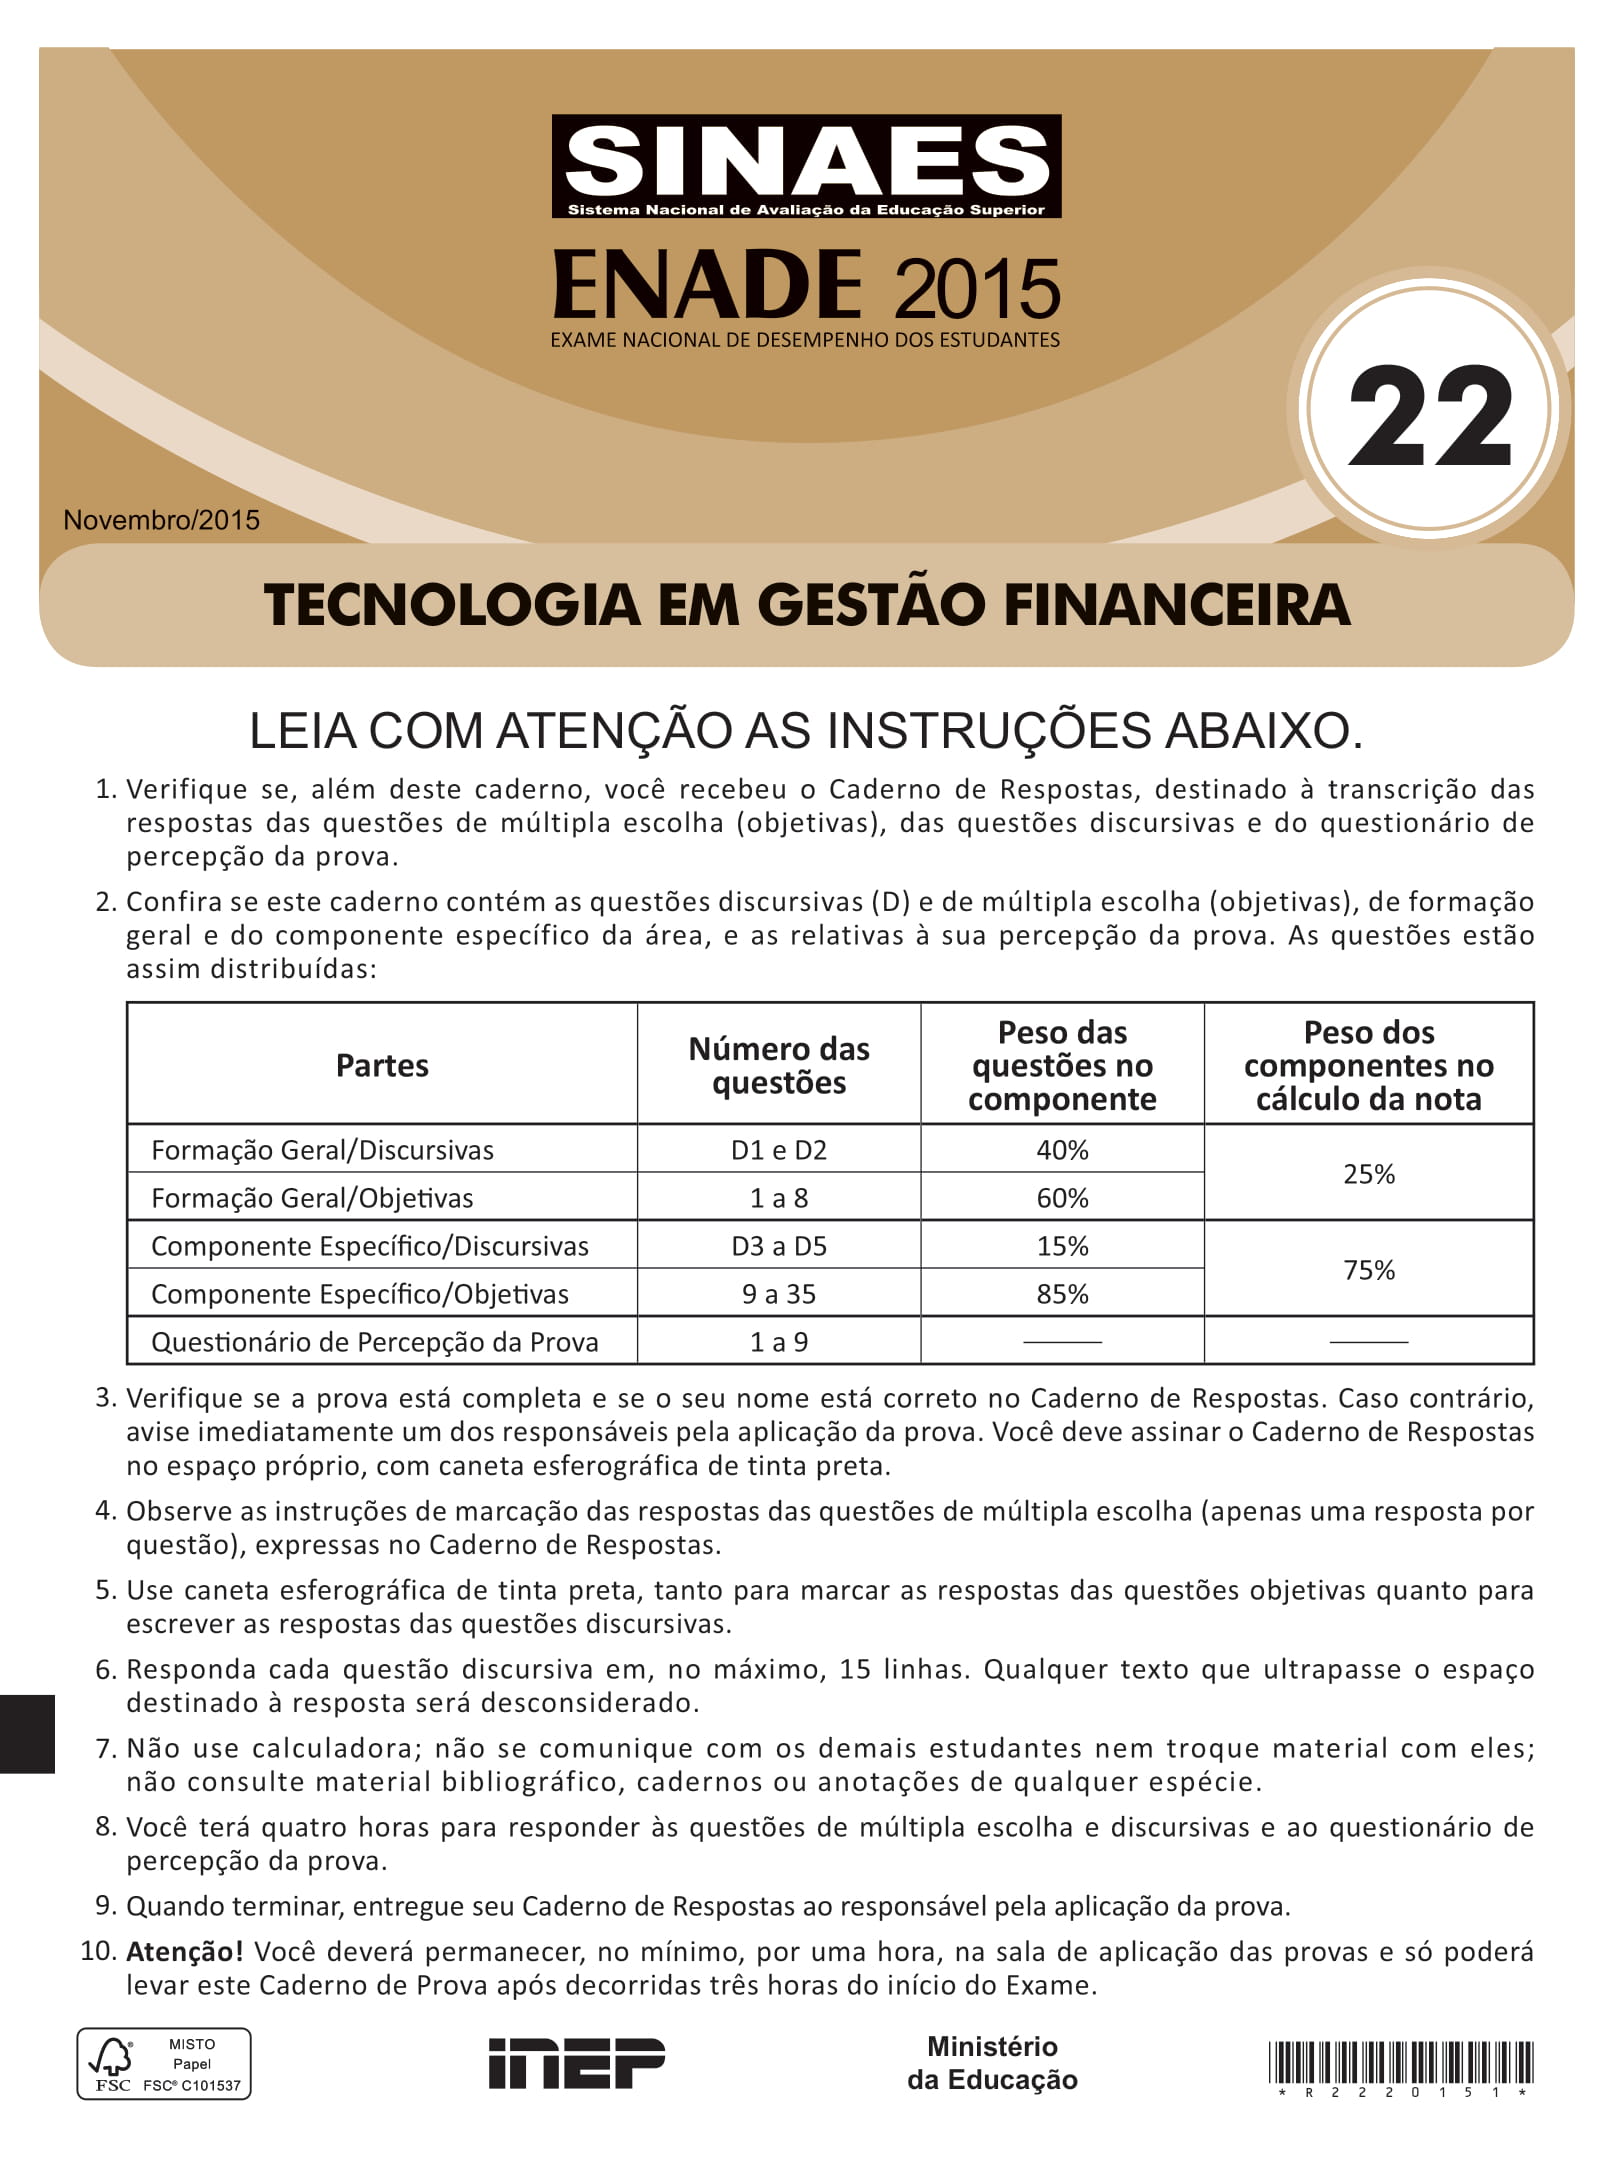 SINAES
Sistema Nacional de Avaliação da Educação Superior
ENADE 2015
EXAME NACIONAL DE DESEMPENHO DOS ESTUDANTES
22
Novembro/2015
TECNOLOGIA EM GESTÃO FINANCEIRA
LEIA COM ATENÇÃO AS INSTRUÇÕES ABAIXO.
1. Verifique se, além deste caderno, você recebeu o Caderno de Respostas, destinado à transcrição das
respostas das questões de múltipla escolha (objetivas), das questões discursivas e do questionário de
percepção da prova.
2. Confira se este caderno contém as questões discursivas (D) e de múltipla escolha (objetivas), de formação
geral e do componente específico da área, e as relativas à sua percepção da prova. As questões estão
assim distribuídas:
Partes
Número das
questões
Peso das
questões no
componente
Peso dos
componentes no
cálculo da nota
Formação Geral/Discursivas D1 e D2 40%
25%
Formação Geral/Objetivas 1 a 8 60%
Componente Específico/Discursivas D3 a D5 15%
75%
Componente Específico/Objetivas 9 a 35 85%
Questionário de Percepção da Prova 1 a 9
3. Verifique se a prova está completa e se o seu nome está correto no Caderno de Respostas. Caso contrário,
avise imediatamente um dos responsáveis pela aplicação da prova. Você deve assinar o Caderno de Respostas
no espaço próprio, com caneta esferográfica de tinta preta.
4. Observe as instruções de marcação das respostas das questões de múltipla escolha (apenas uma resposta por
questão), expressas no Caderno de Respostas.
5. Use caneta esferográfica de tinta preta, tanto para marcar as respostas das questões objetivas quanto para
escrever as respostas das questões discursivas.
6. Responda cada questão discursiva em, no máximo, 15 linhas. Qualquer texto que ultrapasse o espaço
destinado à resposta será desconsiderado.
7. Não use calculadora; não se comunique com os demais estudantes nem troque material com eles;
não consulte material bibliográfico, cadernos ou anotações de qualquer espécie.
8. Você terá quatro horas para responder às questões de múltipla escolha e discursivas e ao questionário de
percepção da prova.
9. Quando terminar, entregue seu Caderno de Respostas ao responsável pela aplicação da prova.
10. Atenção! Você deverá permanecer, no mínimo, por uma hora, na sala de aplicação das provas e só poderá
levar este Caderno de Prova após decorridas três horas do início do Exame.
FSC
MISTO
Papel
FSC® C101537
INEP
Ministério
da Educação
* R 2 2 2 0 1 5 1 *